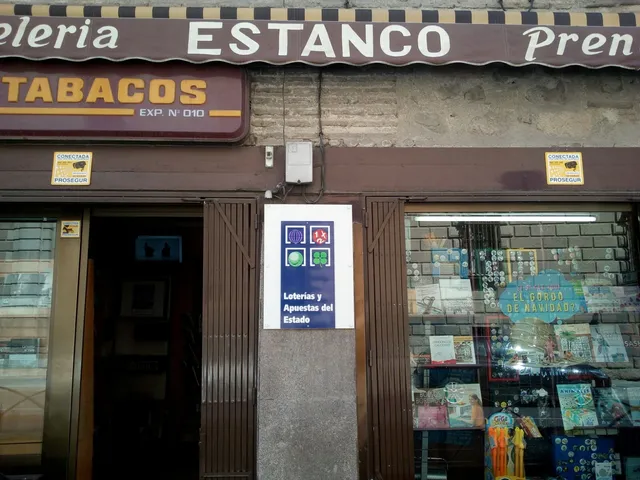 eleria ESTANCO Pren
TABACOS
EXP. Nº 010
CONECTADA
PROSEGUR
CONECTADA
PROSEGUR
Loterías y
Apuestas del
Estado
EL GORDO
DE NAVIDAD?